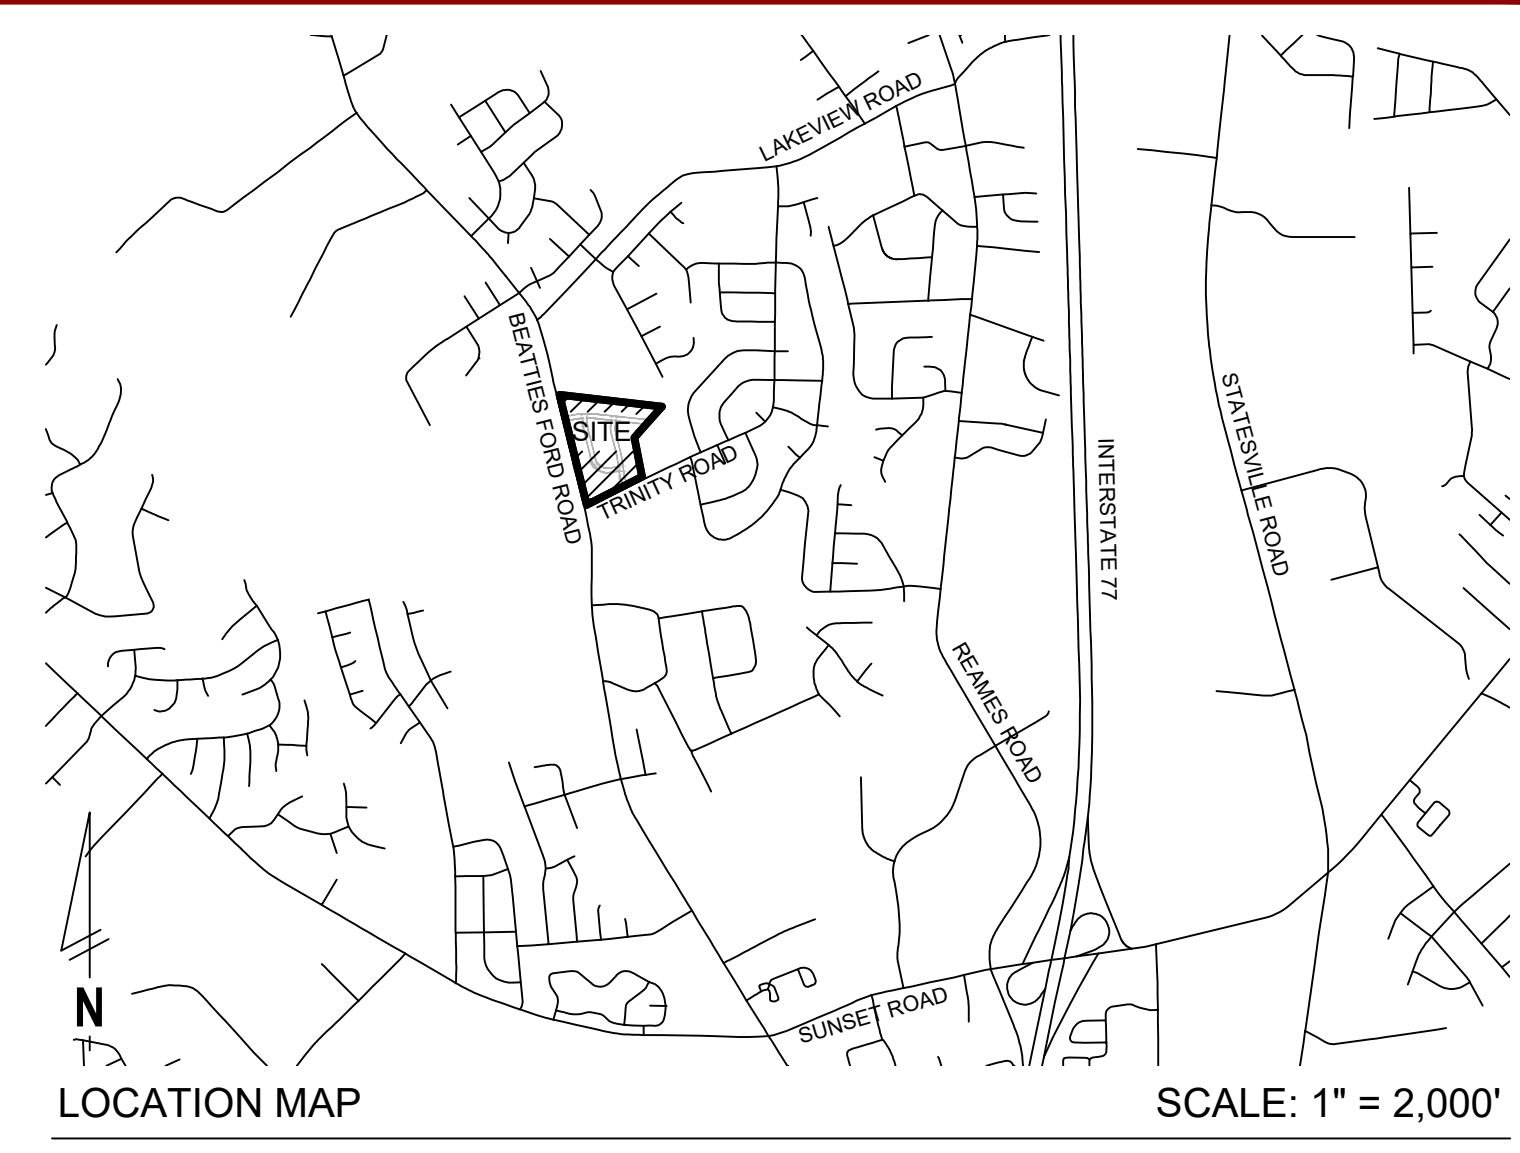 LAKEVIEW ROAD
BEATTIES FORD ROAD
SITE
TRINITY ROAD
STATESVILLE ROAD
INTERSTATE 77
REAMES ROAD
SUNSET ROAD
N
LOCATION MAP
SCALE: 1" = 2,000'